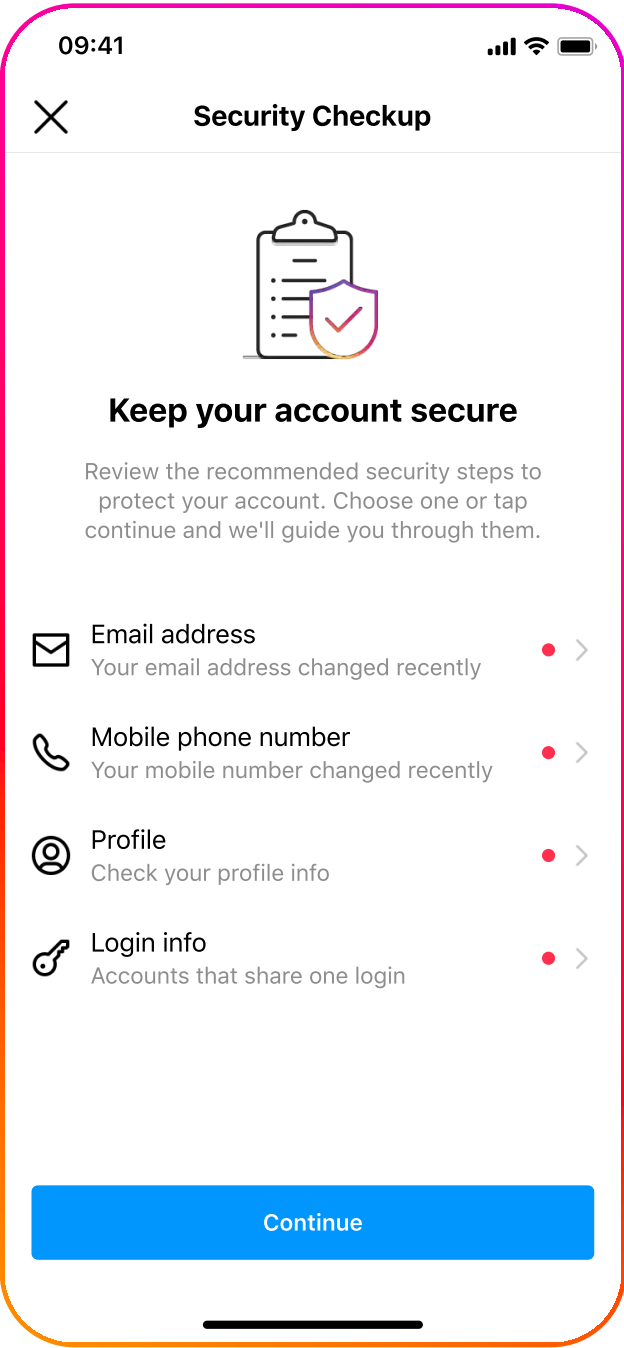 09:41
Security Checkup
Keep your account secure
Review the recommended security steps to
protect your account. Choose one or tap
continue and we'll guide you through them.
Email address
Your email address changed recently
Mobile phone number
Your mobile number changed recently
Profile
Check your profile info
Login info
Accounts that share one login
Continue